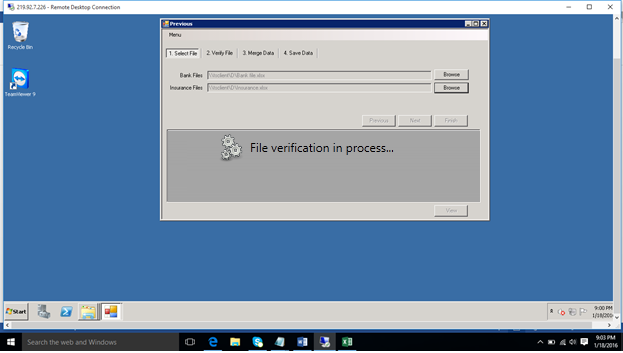 219.92.7.226 - Remote Desktop Connection
Recycle Bin
TeamViewer 9
Previous
Menu
1. Select File
2. Verify File
3. Merge Data
4. Save Data
Bank Files
\\tsclient\D\Bank file.xlsx
Browse
Insurance Files
\\tsclient\D\Insurance.xlsx
Browse
Previous
Next
Finish
File verification in process...
View
Start
9:00 PM
1/18/2016
Search the web and Windows
9:03 PM
1/18/2016